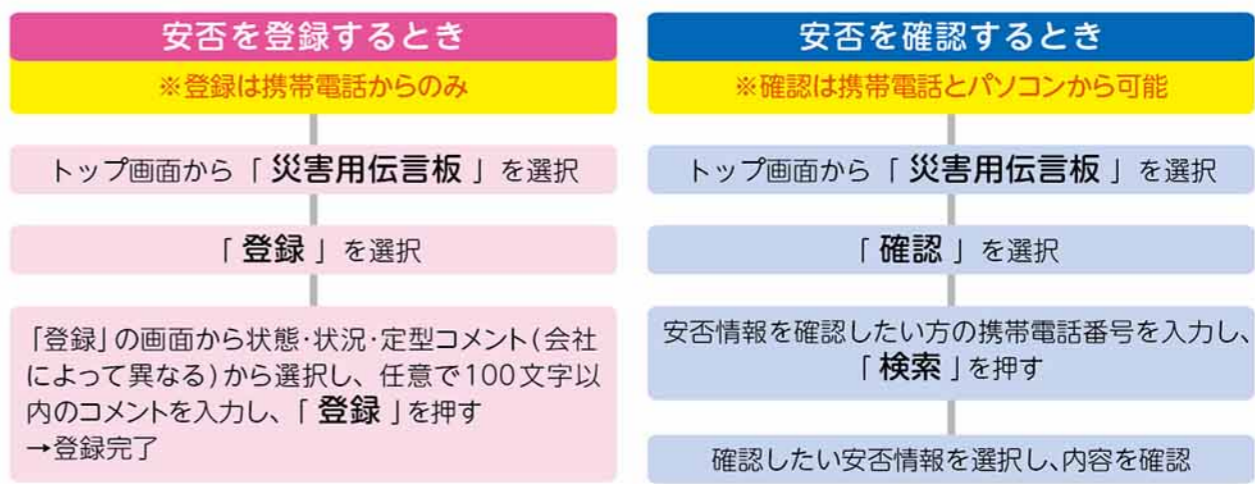 安否を登録するとき
※登録は携帯電話からのみ
トップ画面から「災害用伝言板」を選択
「登録」を選択
「登録」の画面から状態・状況・定型コメント(会社
によって異なる)から選択し、任意で100文字以
内のコメントを入力し、「登録」を押す
→登録完了
安否を確認するとき
※確認は携帯電話とパソコンから可能
トップ画面から「災害用伝言板」を選択
「確認」を選択
安否情報を確認したい方の携帯電話番号を入力し、
「検索」を押す
確認したい安否情報を選択し、内容を確認